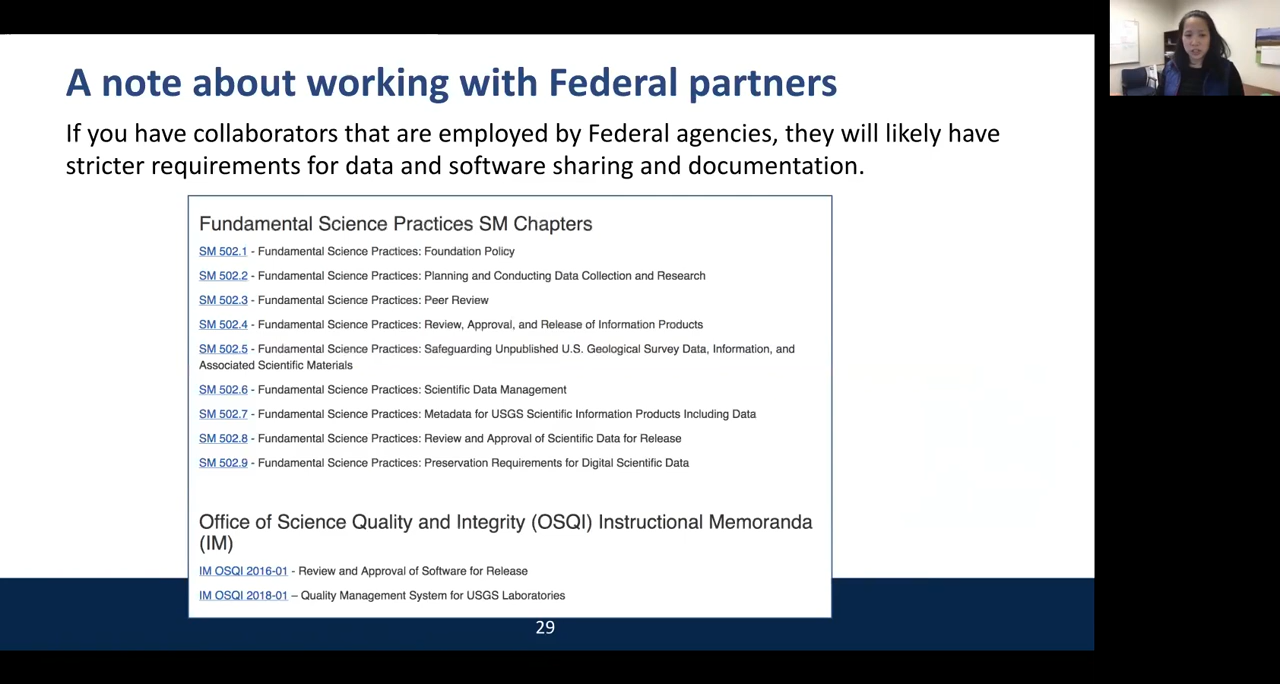 A note about working with Federal partners
If you have collaborators that are employed by Federal agencies, they will likely have
stricter requirements for data and software sharing and documentation.
Fundamental Science Practices SM Chapters
SM 502.1 - Fundamental Science Practices: Foundation Policy
SM 502.2 - Fundamental Science Practices: Planning and Conducting Data Collection and Research
SM 502.3 - Fundamental Science Practices: Peer Review
SM 502.4 - Fundamental Science Practices: Review, Approval, and Release of Information Products
SM 502.5 - Fundamental Science Practices: Safeguarding Unpublished U.S. Geological Survey Data, Information, and
Associated Scientific Materials
SM 502.6 - Fundamental Science Practices: Scientific Data Management
SM 502.7 - Fundamental Science Practices: Metadata for USGS Scientific Information Products Including Data
SM 502.8 - Fundamental Science Practices: Review and Approval of Scientific Data for Release
SM 502.9 - Fundamental Science Practices: Preservation Requirements for Digital Scientific Data
Office of Science Quality and Integrity (OSQI) Instructional Memoranda
(IM)
IM OSQI 2016-01 - Review and Approval of Software for Release
IM OSQI 2018-01 – Quality Management System for USGS Laboratories
29